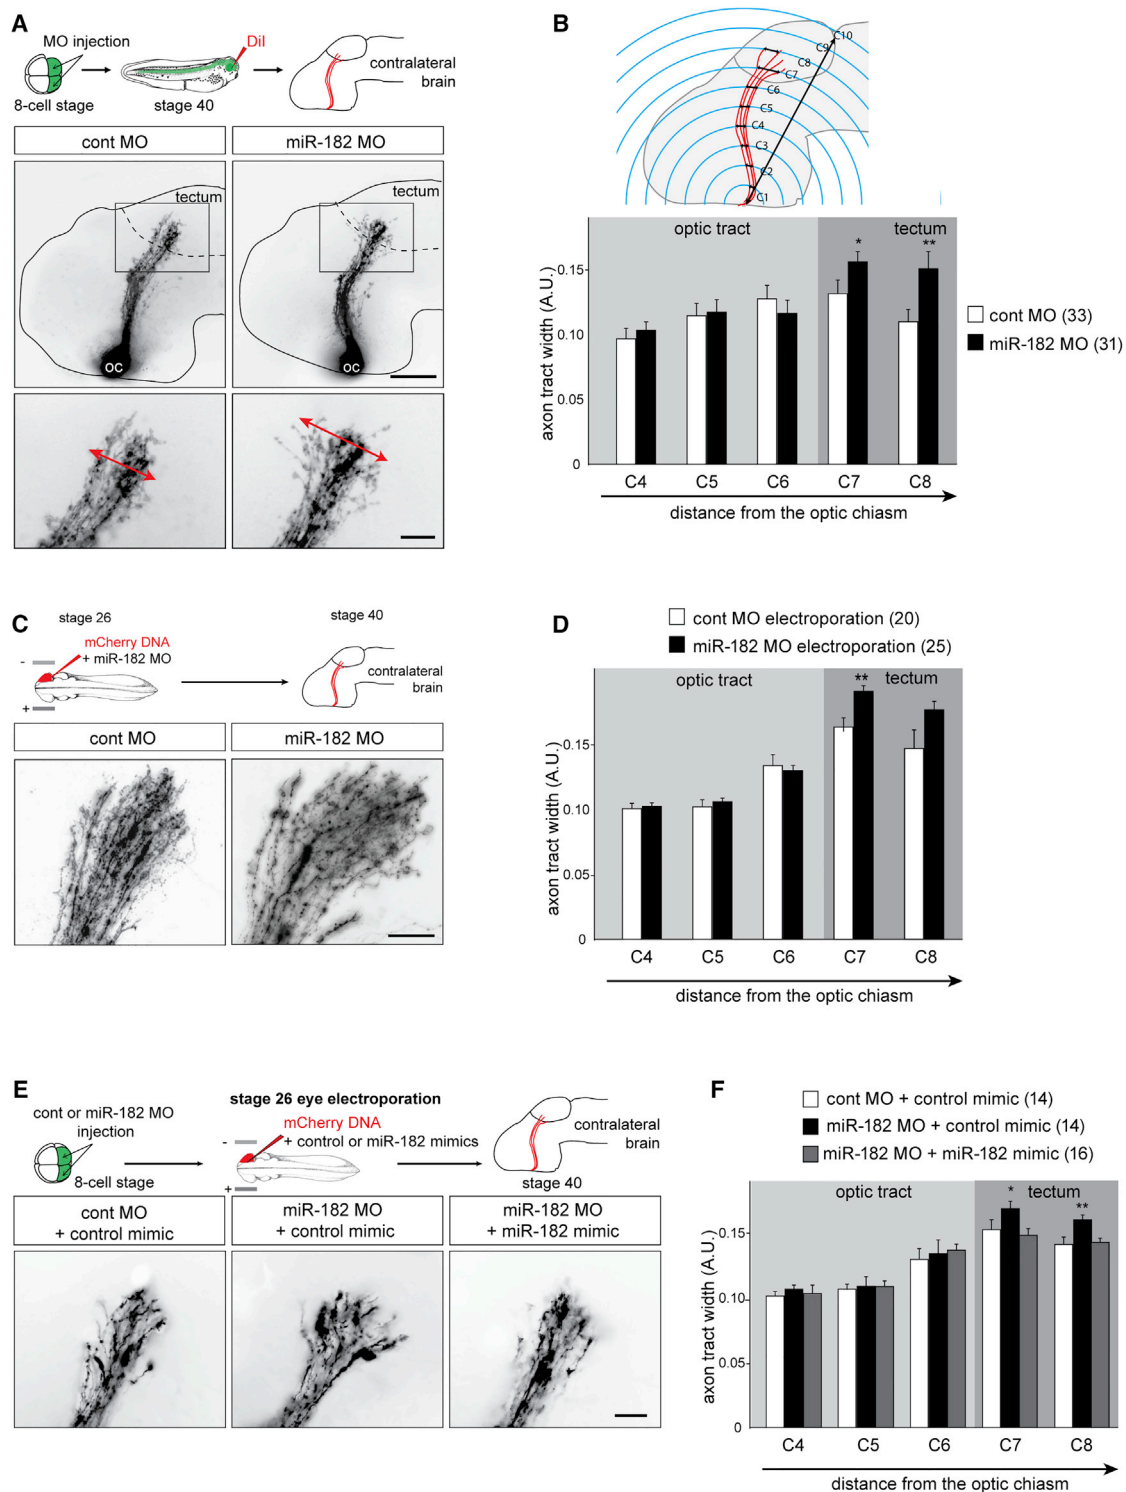 A
MO injection
DiI
8-cell stage
stage 40
contralateral
brain
cont MO
miR-182 MO
tectum
tectum
oc
oc
B
C10
C9
C8
C7
C6
C5
C4
C3
C2
C1
optic tract
tectum
*
**
axon tract width (A.U.)
0.15
0.10
0.05
0
C4 C5 C6 C7 C8
distance from the optic chiasm
cont MO (33)
miR-182 MO (31)
C
stage 26
stage 40
mCherry DNA
+ miR-182 MO
-
+
contralateral
brain
cont MO
miR-182 MO
D
cont MO electroporation (20)
miR-182 MO electroporation (25)
optic tract
tectum
**
axon tract width (A.U.)
0.15
0.10
0.05
0
C4 C5 C6 C7 C8
distance from the optic chiasm
E
cont or miR-182 MO
injection
8-cell stage
stage 26 eye electroporation
mCherry DNA
+ control or miR-182 mimics
-
+
contralateral
brain
stage 40
cont MO
+ control mimic
miR-182 MO
+ control mimic
miR-182 MO
+ miR-182 mimic
F
cont MO + control mimic (14)
miR-182 MO + control mimic (14)
miR-182 MO + miR-182 mimic (16)
optic tract
tectum
*
**
axon tract width (A.U.)
0.15
0.10
0.05
0
C4 C5 C6 C7 C8
distance from the optic chiasm